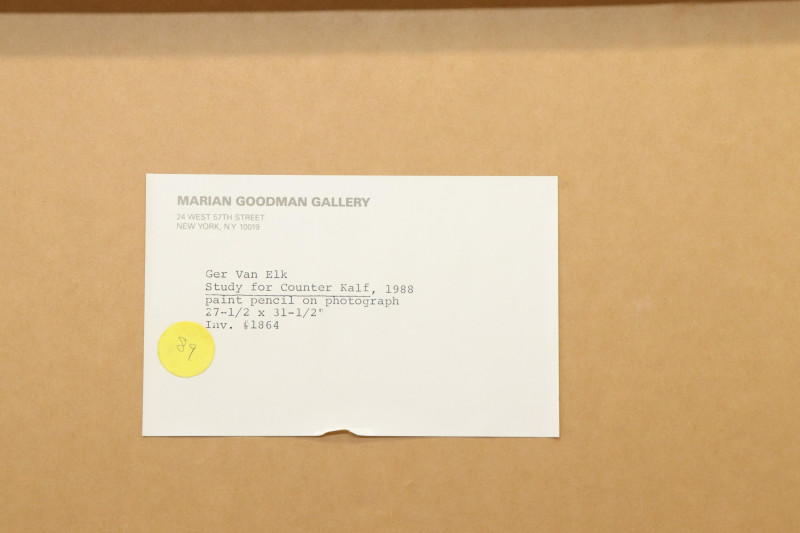 MARIAN GOODMAN GALLERY
24 WEST 57TH STREET
NEW YORK, N.Y. 10019
Ger Van Elk
Study for Counter Kalf, 1988
paint pencil on photograph
27-1/2 x 31-1/2"
Inv. #1864
89